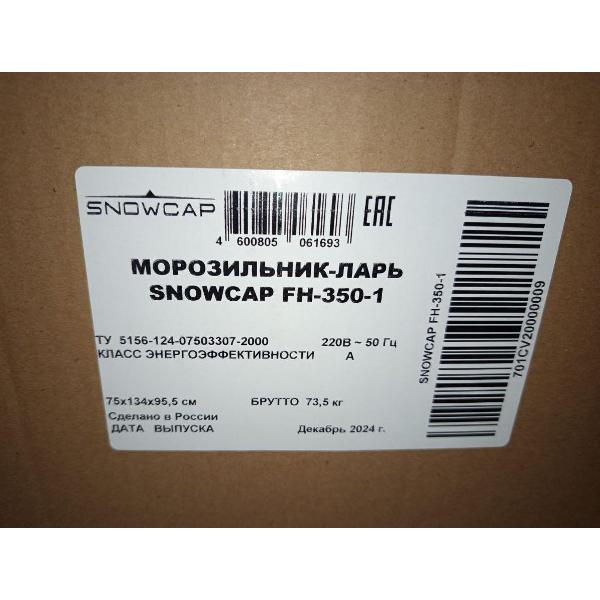 SNOWCAP
4 600805 061693
EAC
МОРОЗИЛЬНИК-ЛАРЬ
SNOWCAP FH-350-1
ТУ 5156-124-07503307-2000 220В ~ 50 Гц
КЛАСС ЭНЕРГОЭФФЕКТИВНОСТИ А
75x134x95,5 см БРУТТО 73,5 кг
Сделано в России
ДАТА ВЫПУСКА Декабрь 2024 г.
SNOWCAP FH-350-1
701CV20000009